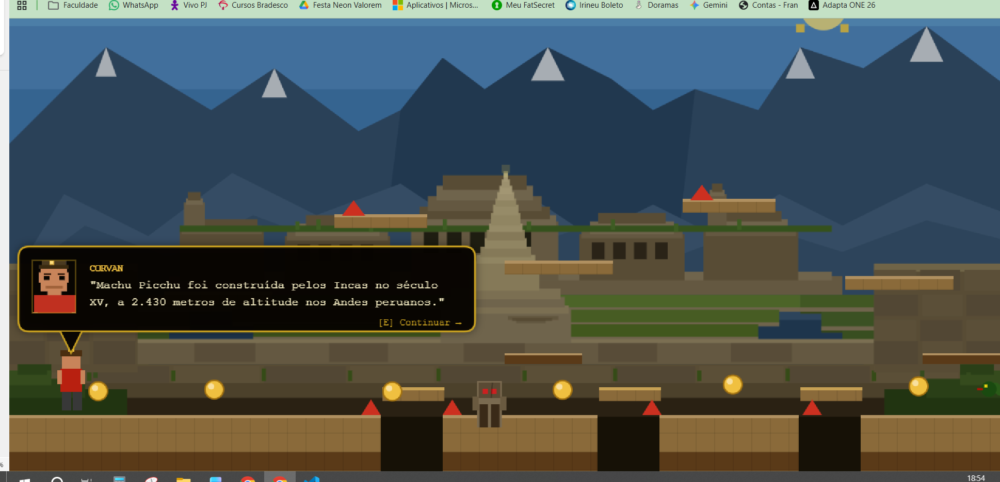 Faculdade
WhatsApp
Vivo PJ
Cursos Bradesco
Festa Neon Valorem
Aplicativos | Micros...
Meu FatSecret
Irineu Boleto
Doramas
Gemini
Contas - Fran
Adapta ONE 26
CORVAN
"Machu Picchu foi construída pelos Incas no século
XV, a 2.430 metros de altitude nos Andes peruanos."
[E] Continuar →
%
18:54